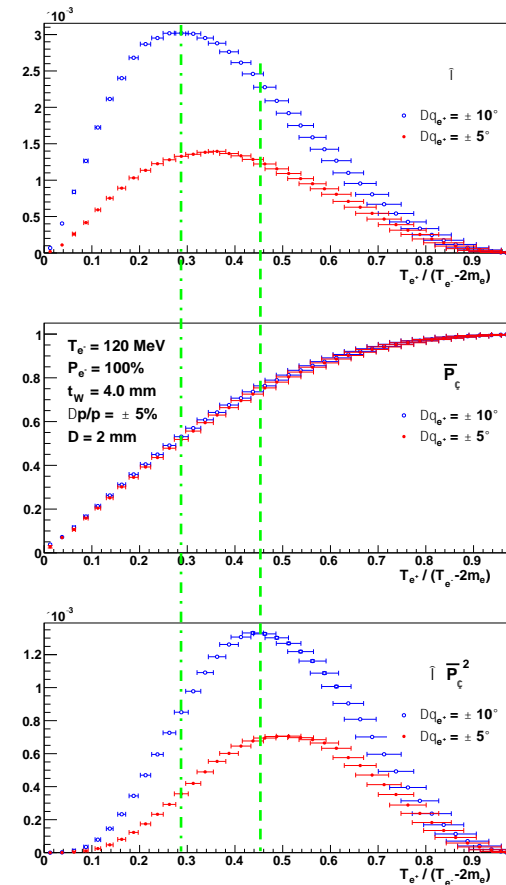 ´10⁻³
Î
Dq e⁺ = ± 10°
Dq e⁺ = ± 5°
3
2.5
2
1.5
1
0.5
0
0 0.1 0.2 0.3 0.4 0.5 0.6 0.7 0.8 0.9
T e⁺ / (T e⁻ -2m e)
T e⁻ = 120 MeV
P e⁻ = 100%
t W = 4.0 mm
Dp/p = ± 5%
D = 2 mm
P ç
Dq e⁺ = ± 10°
Dq e⁺ = ± 5°
1
0.8
0.6
0.4
0.2
0
0 0.1 0.2 0.3 0.4 0.5 0.6 0.7 0.8 0.9
T e⁺ / (T e⁻ -2m e)
´10⁻³
Î P ç ²
Dq e⁺ = ± 10°
Dq e⁺ = ± 5°
1.2
1
0.8
0.6
0.4
0.2
0
0 0.1 0.2 0.3 0.4 0.5 0.6 0.7 0.8 0.9
T e⁺ / (T e⁻ -2m e)